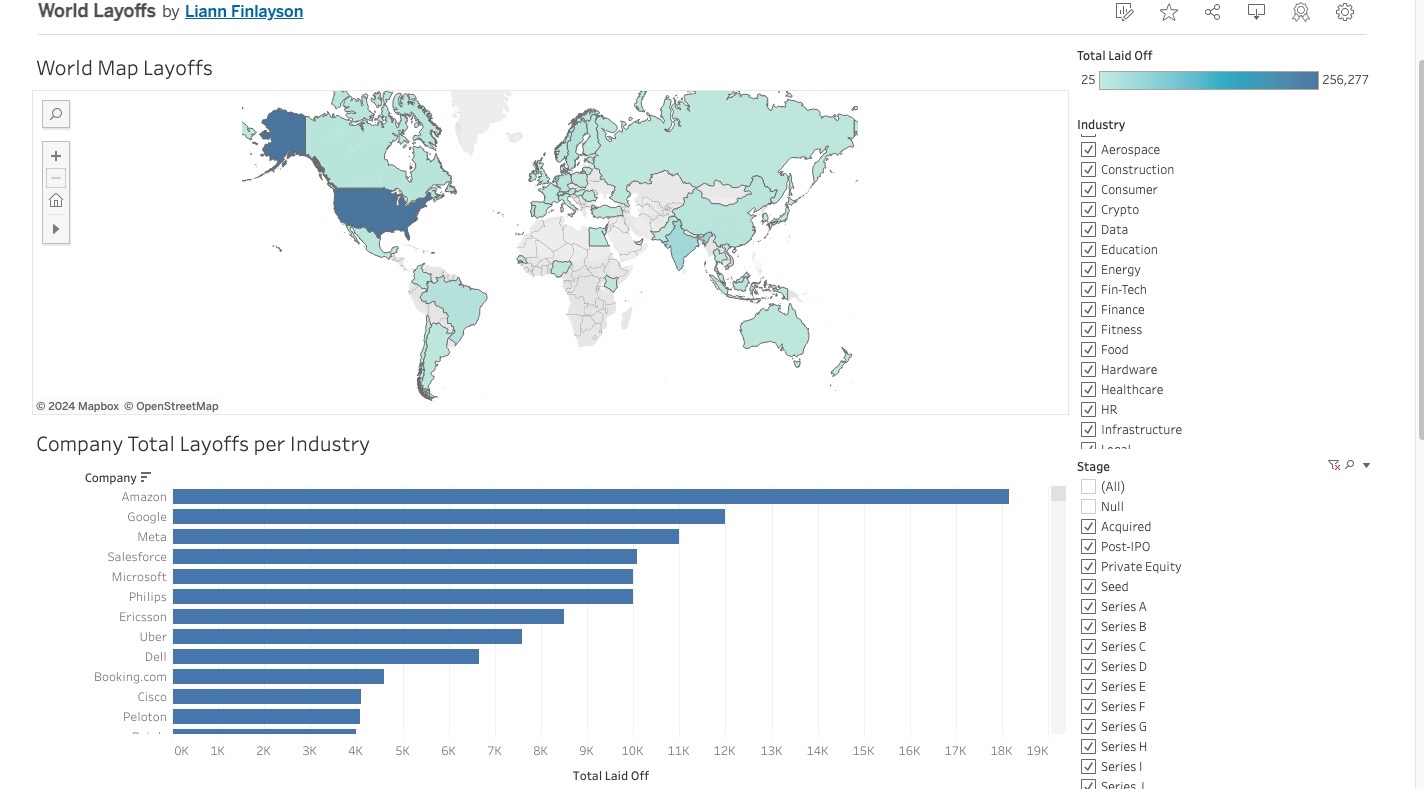 World Layoffs by Liann Finlayson
World Map Layoffs
© 2024 Mapbox © OpenStreetMap
Total Laid Off
25 256,277
Industry
Aerospace
Construction
Consumer
Crypto
Data
Education
Energy
Fin-Tech
Finance
Fitness
Food
Hardware
Healthcare
HR
Infrastructure
Legal
Company Total Layoffs per Industry
Company
Amazon
Google
Meta
Salesforce
Microsoft
Philips
Ericsson
Uber
Dell
Booking.com
Cisco
Peloton
0K 1K 2K 3K 4K 5K 6K 7K 8K 9K 10K 11K 12K 13K 14K 15K 16K 17K 18K 19K
Total Laid Off
Stage
(All)
Null
Acquired
Post-IPO
Private Equity
Seed
Series A
Series B
Series C
Series D
Series E
Series F
Series G
Series H
Series I